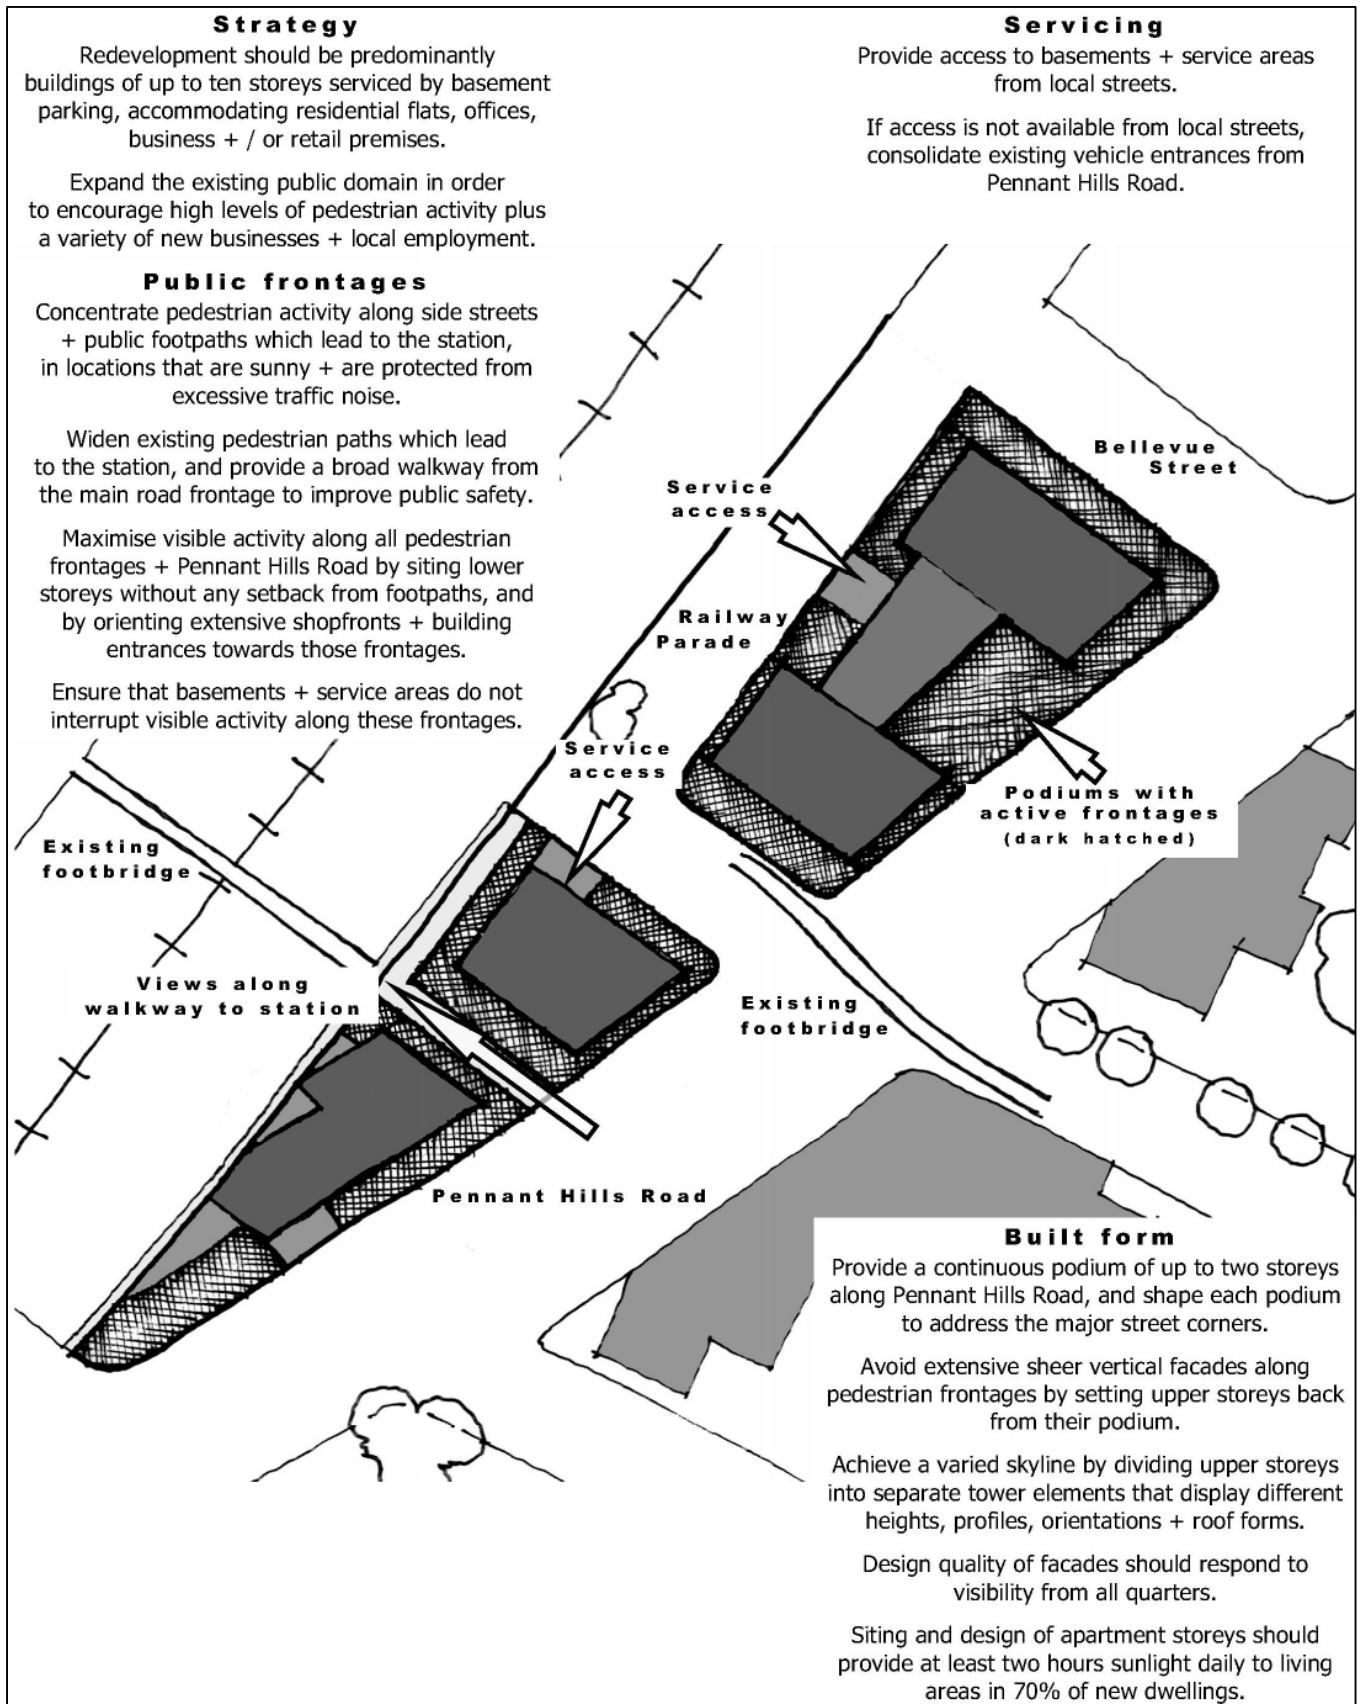 Strategy
Redevelopment should be predominantly
buildings of up to ten storeys serviced by basement
parking, accommodating residential flats, offices,
business + / or retail premises.
Expand the existing public domain in order
to encourage high levels of pedestrian activity plus
a variety of new businesses + local employment.
Public frontages
Concentrate pedestrian activity along side streets
+ public footpaths which lead to the station,
in locations that are sunny + are protected from
excessive traffic noise.
Widen existing pedestrian paths which lead
to the station, and provide a broad walkway from
the main road frontage to improve public safety.
Maximise visible activity along all pedestrian
frontages + Pennant Hills Road by siting lower
storeys without any setback from footpaths, and
by orienting extensive shopfronts + building
entrances towards those frontages.
Ensure that basements + service areas do not
interrupt visible activity along these frontages.
Servicing
Provide access to basements + service areas
from local streets.
If access is not available from local streets,
consolidate existing vehicle entrances from
Pennant Hills Road.
Bellevue
Street
Service
access
Railway
Parade
Service
access
Podiums with
active frontages
(dark hatched)
Existing
footbridge
Views along
walkway to station
Existing
footbridge
Pennant Hills Road
Built form
Provide a continuous podium of up to two storeys
along Pennant Hills Road, and shape each podium
to address the major street corners.
Avoid extensive sheer vertical facades along
pedestrian frontages by setting upper storeys back
from their podium.
Achieve a varied skyline by dividing upper storeys
into separate tower elements that display different
heights, profiles, orientations + roof forms.
Design quality of facades should respond to
visibility from all quarters.
Siting and design of apartment storeys should
provide at least two hours sunlight daily to living
areas in 70% of new dwellings.